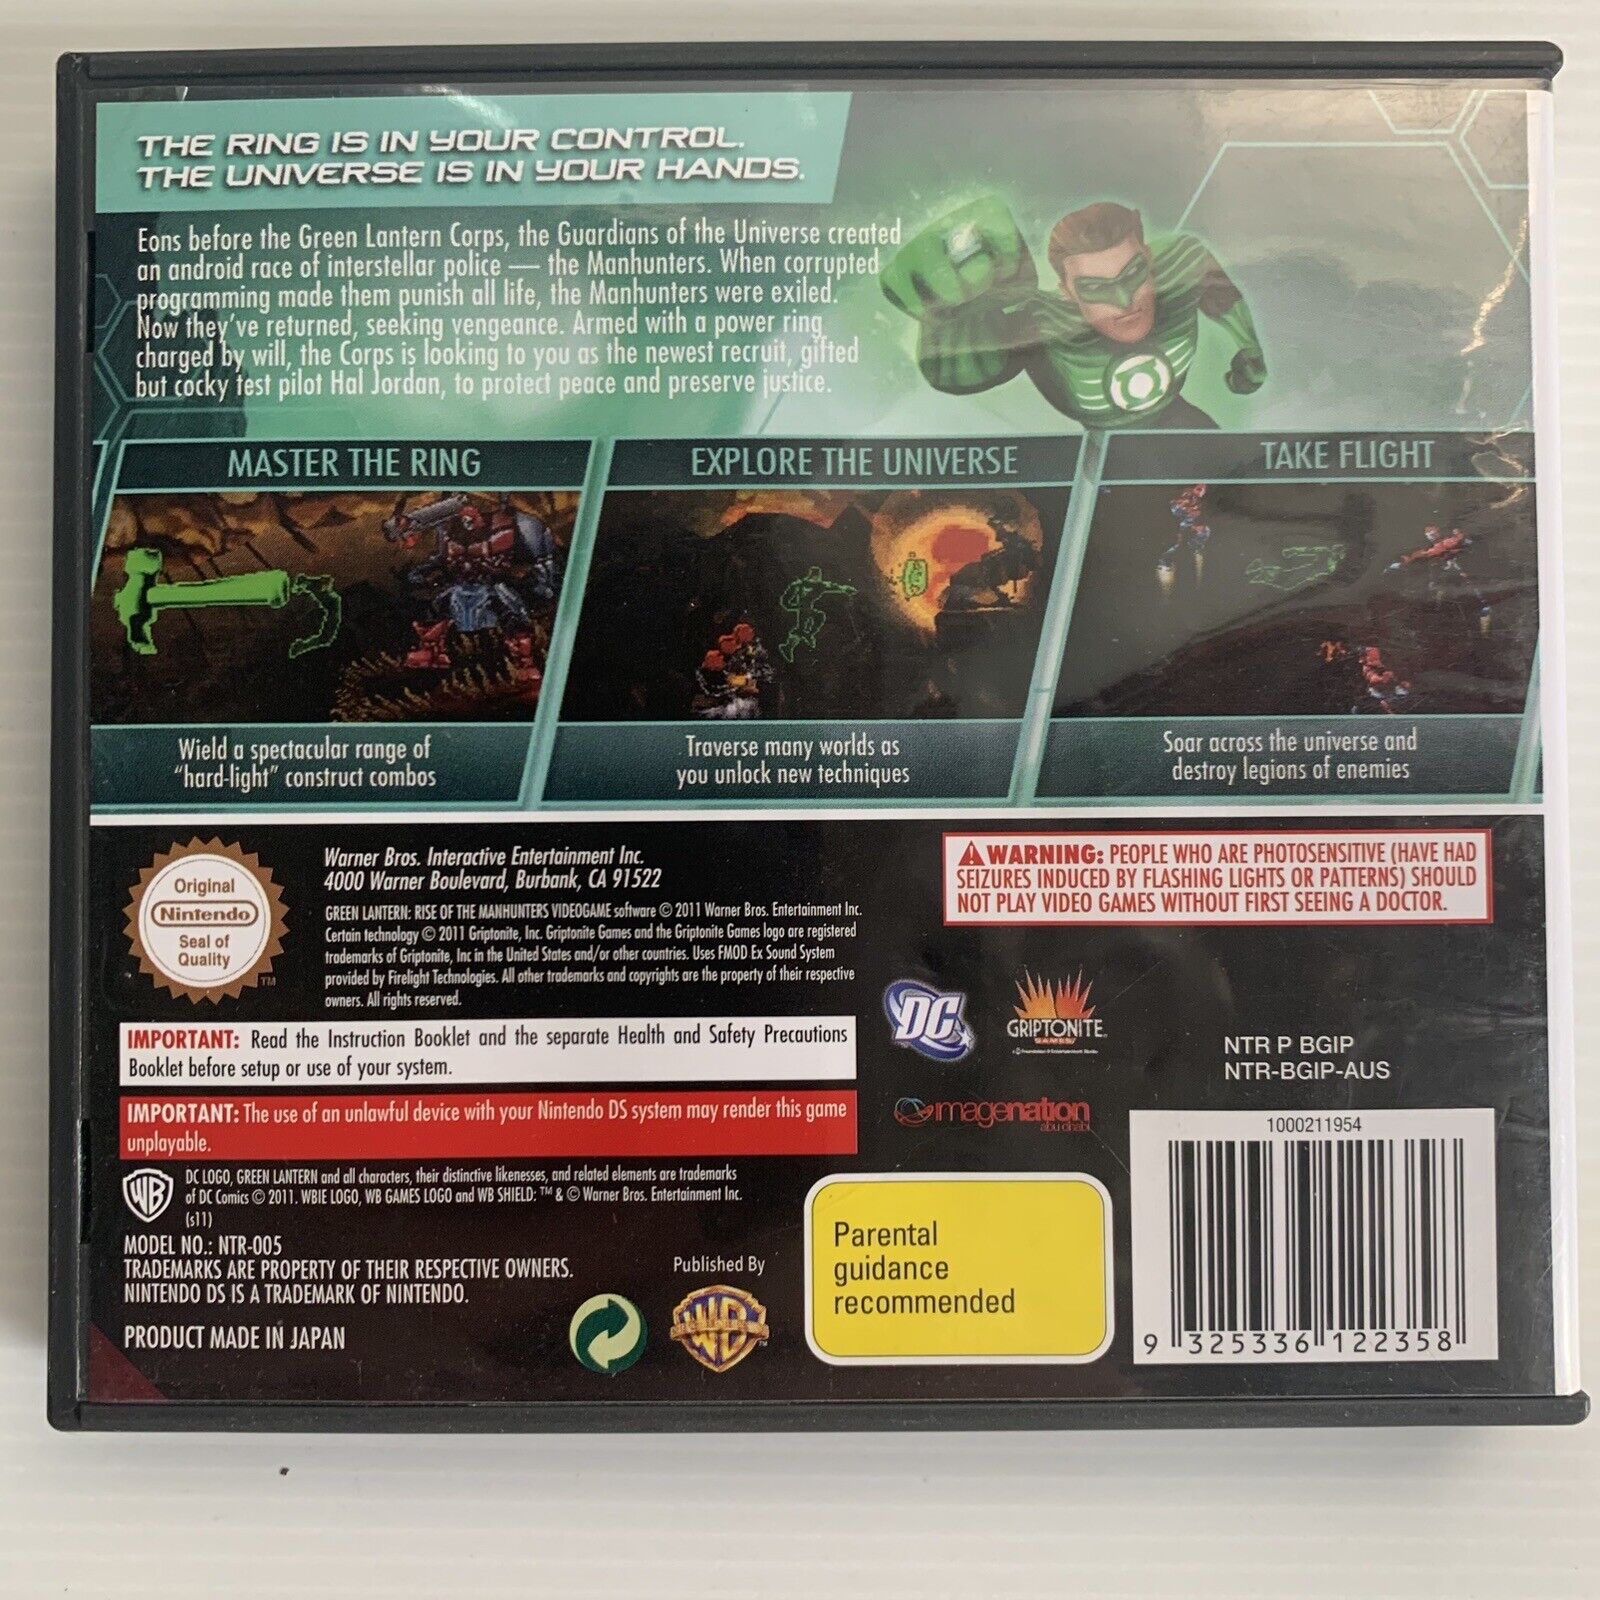 THE RING IS IN YOUR CONTROL.
THE UNIVERSE IS IN YOUR HANDS.
Eons before the Green Lantern Corps, the Guardians of the Universe created
an android race of interstellar police — the Manhunters. When corrupted
programming made them punish all life, the Manhunters were exiled.
Now they've returned, seeking vengeance. Armed with a power ring
charged by will, the Corps is looking to you as the newest recruit, gifted
but cocky test pilot Hal Jordan, to protect peace and preserve justice.
MASTER THE RING
EXPLORE THE UNIVERSE
TAKE FLIGHT
Wield a spectacular range of
"hard-light" construct combos
Traverse many worlds as
you unlock new techniques
Soar across the universe and
destroy legions of enemies
Original
Nintendo
Seal of
Quality
TM
Warner Bros. Interactive Entertainment Inc.
4000 Warner Boulevard, Burbank, CA 91522
GREEN LANTERN: RISE OF THE MANHUNTERS VIDEOGAME software © 2011 Warner Bros. Entertainment Inc.
Certain technology © 2011 Griptonite, Inc. Griptonite Games and the Griptonite Games logo are registered
trademarks of Griptonite, Inc in the United States and/or other countries. Uses FMOD Ex Sound System
provided by Firelight Technologies. All other trademarks and copyrights are the property of their respective
owners. All rights reserved.
WARNING: PEOPLE WHO ARE PHOTOSENSITIVE (HAVE HAD
SEIZURES INDUCED BY FLASHING LIGHTS OR PATTERNS) SHOULD
NOT PLAY VIDEO GAMES WITHOUT FIRST SEEING A DOCTOR.
IMPORTANT: Read the Instruction Booklet and the separate Health and Safety Precautions
Booklet before setup or use of your system.
IMPORTANT: The use of an unlawful device with your Nintendo DS system may render this game
unplayable.
DC
GRIPTONITE
GAMES
imagenation
abu dhabi
NTR P BGIP
NTR-BGIP-AUS
WB
DC LOGO, GREEN LANTERN and all characters, their distinctive likenesses, and related elements are trademarks
of DC Comics © 2011. WBIE LOGO, WB GAMES LOGO and WB SHIELD: ™ & © Warner Bros. Entertainment Inc.
(s11)
MODEL NO.: NTR-005
TRADEMARKS ARE PROPERTY OF THEIR RESPECTIVE OWNERS.
NINTENDO DS IS A TRADEMARK OF NINTENDO.
PRODUCT MADE IN JAPAN
Published By
WB
Parental
guidance
recommended
1000211954
9 325336 122358